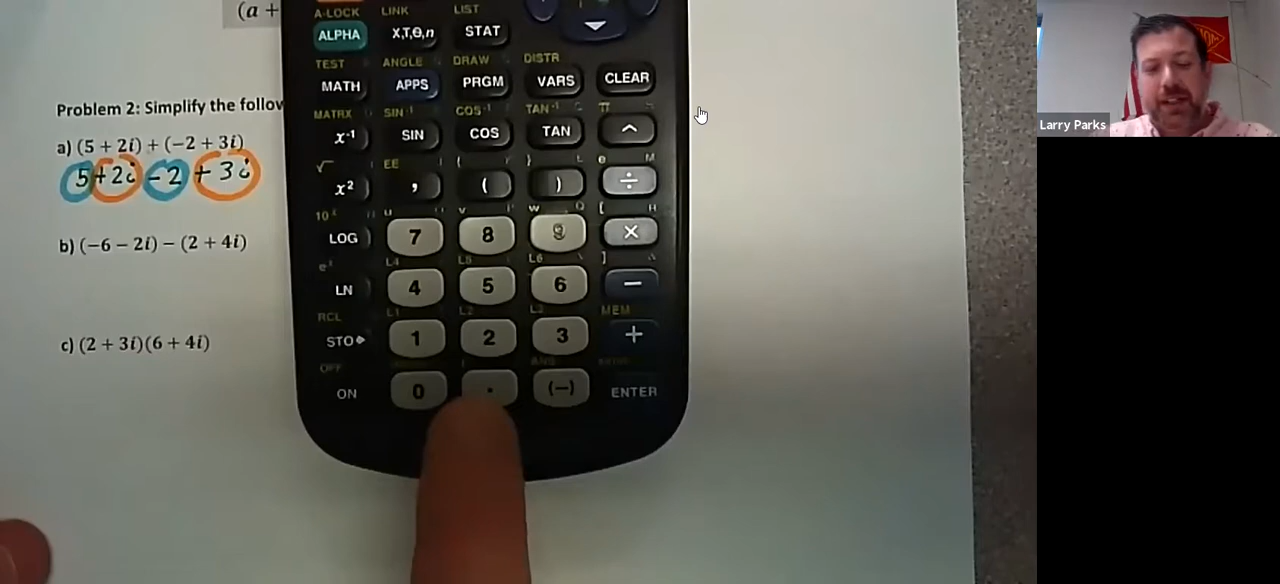 (a +
A-LOCK LINK LIST
ALPHA X,T,θ,n STAT
TEST ANGLE DRAW DISTR
MATH APPS PRGM VARS CLEAR
MATRX SIN⁻¹ COS⁻¹ TAN⁻¹ π
x⁻¹ SIN COS TAN ^
√ EE { } e M
x² , ( ) ÷
10ˣ u v w Q [ H
LOG 7 8 9 ×
eˣ L4 L5 L6 ]
LN 4 5 6 −
RCL L1 L2 L3 MEM
STO▸ 1 2 3 +
OFF ANS
ON 0 . (−) ENTER
Problem 2: Simplify the follow
a) (5 + 2i) + (−2 + 3i)
5+2i -2 + 3i
b) (−6 − 2i) − (2 + 4i)
c) (2 + 3i)(6 + 4i)
Larry Parks